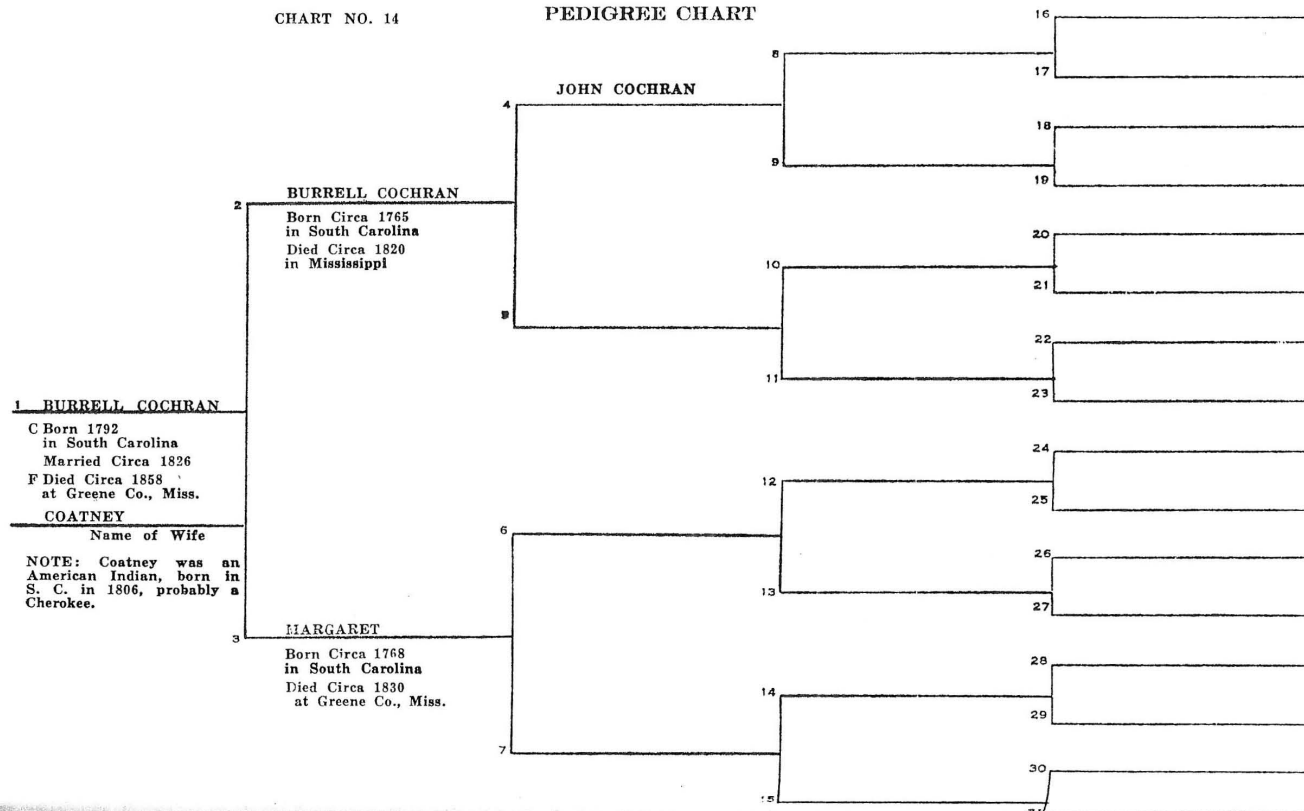 CHART NO. 14
PEDIGREE CHART
1 BURRELL COCHRAN
C Born 1792
in South Carolina
Married Circa 1826
F Died Circa 1858
at Greene Co., Miss.
COATNEY
Name of Wife
NOTE: Coatney was an
American Indian, born in
S. C. in 1806, probably a
Cherokee.
2
BURRELL COCHRAN
Born Circa 1765
in South Carolina
Died Circa 1820
in Mississippi
3
MARGARET
Born Circa 1768
in South Carolina
Died Circa 1830
at Greene Co., Miss.
4
JOHN COCHRAN
6
7
8
9
10
11
12
13
14
15
16
17
18
19
20
21
22
23
24
25
26
27
28
29
30